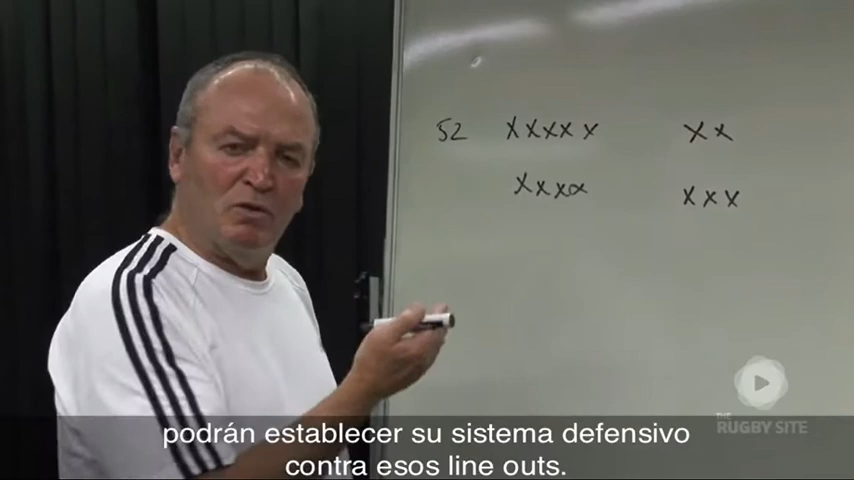 52 XXXXX XX
XXXX XXX
THE
RUGBY SITE
podrán establecer su sistema defensivo
contra esos line outs.